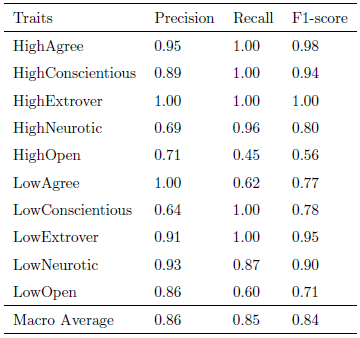 Traits Precision Recall F1-score
HighAgree 0.95 1.00 0.98
HighConscientious 0.89 1.00 0.94
HighExtrover 1.00 1.00 1.00
HighNeurotic 0.69 0.96 0.80
HighOpen 0.71 0.45 0.56
LowAgree 1.00 0.62 0.77
LowConscientious 0.64 1.00 0.78
LowExtrover 0.91 1.00 0.95
LowNeurotic 0.93 0.87 0.90
LowOpen 0.86 0.60 0.71
Macro Average 0.86 0.85 0.84